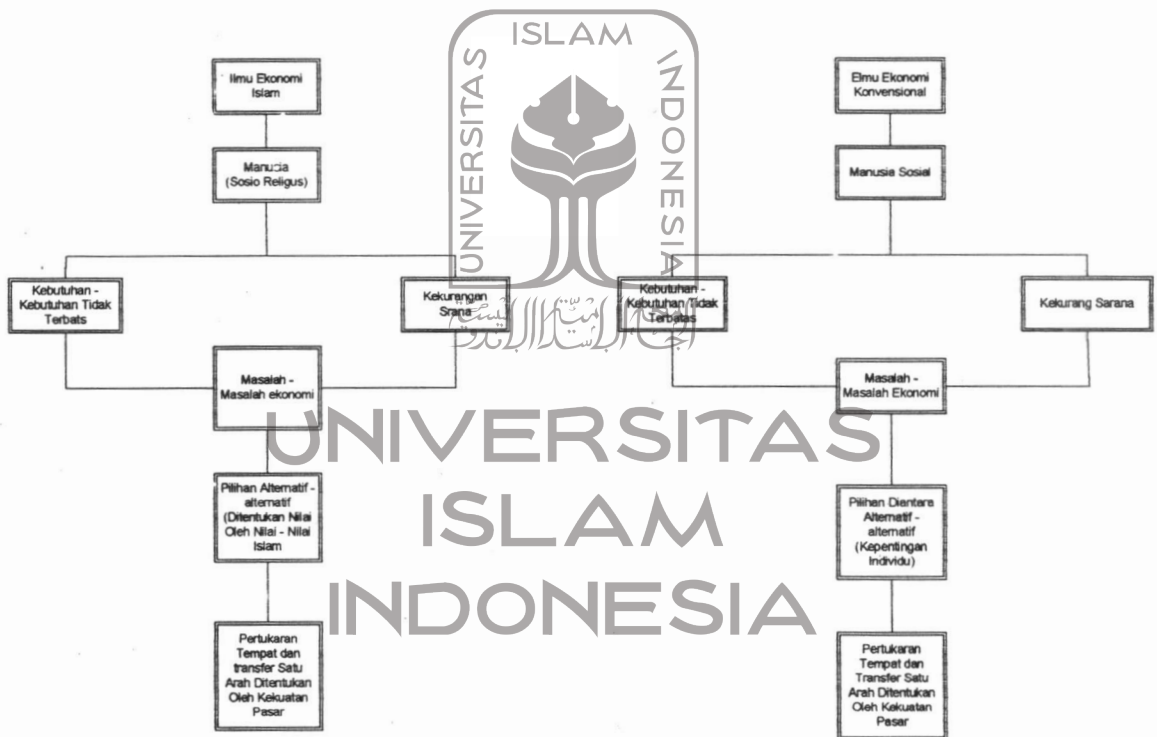 Ilmu Ekonomi
Islam
Manusia
(Sosio Religus)
Kebutuhan -
Kebutuhan Tidak
Terbats
Kekurangan
Srana
Masalah -
Masalah ekonomi
Pilihan Alternatif -
alternatif
(Ditentukan Nilai
Oleh Nilai - Nilai
Islam
Pertukaran
Tempat dan
transfer Satu
Arah Ditentukan
Oleh Kekuatan
Pasar
Elmu Ekonomi
Konvensional
Manusia Sosial
Kebutuhan -
Kebutuhan Tidak
Terbatas
Kekurang Sarana
Masalah -
Masalah Ekonomi
Pilihan Diantara
Alternatif -
alternatif
(Kepentingan
Individu)
Pertukaran
Tempat dan
Transfer Satu
Arah Ditentukan
Oleh Kekuatan
Pasar
UNIVERSITAS
ISLAM
INDONESIA
UNIVERSITAS
ISLAM
INDONESIA